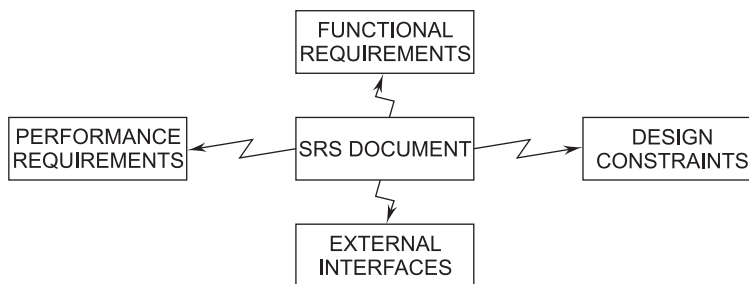 FUNCTIONAL
REQUIREMENTS
PERFORMANCE
REQUIREMENTS
SRS DOCUMENT
DESIGN
CONSTRAINTS
EXTERNAL
INTERFACES